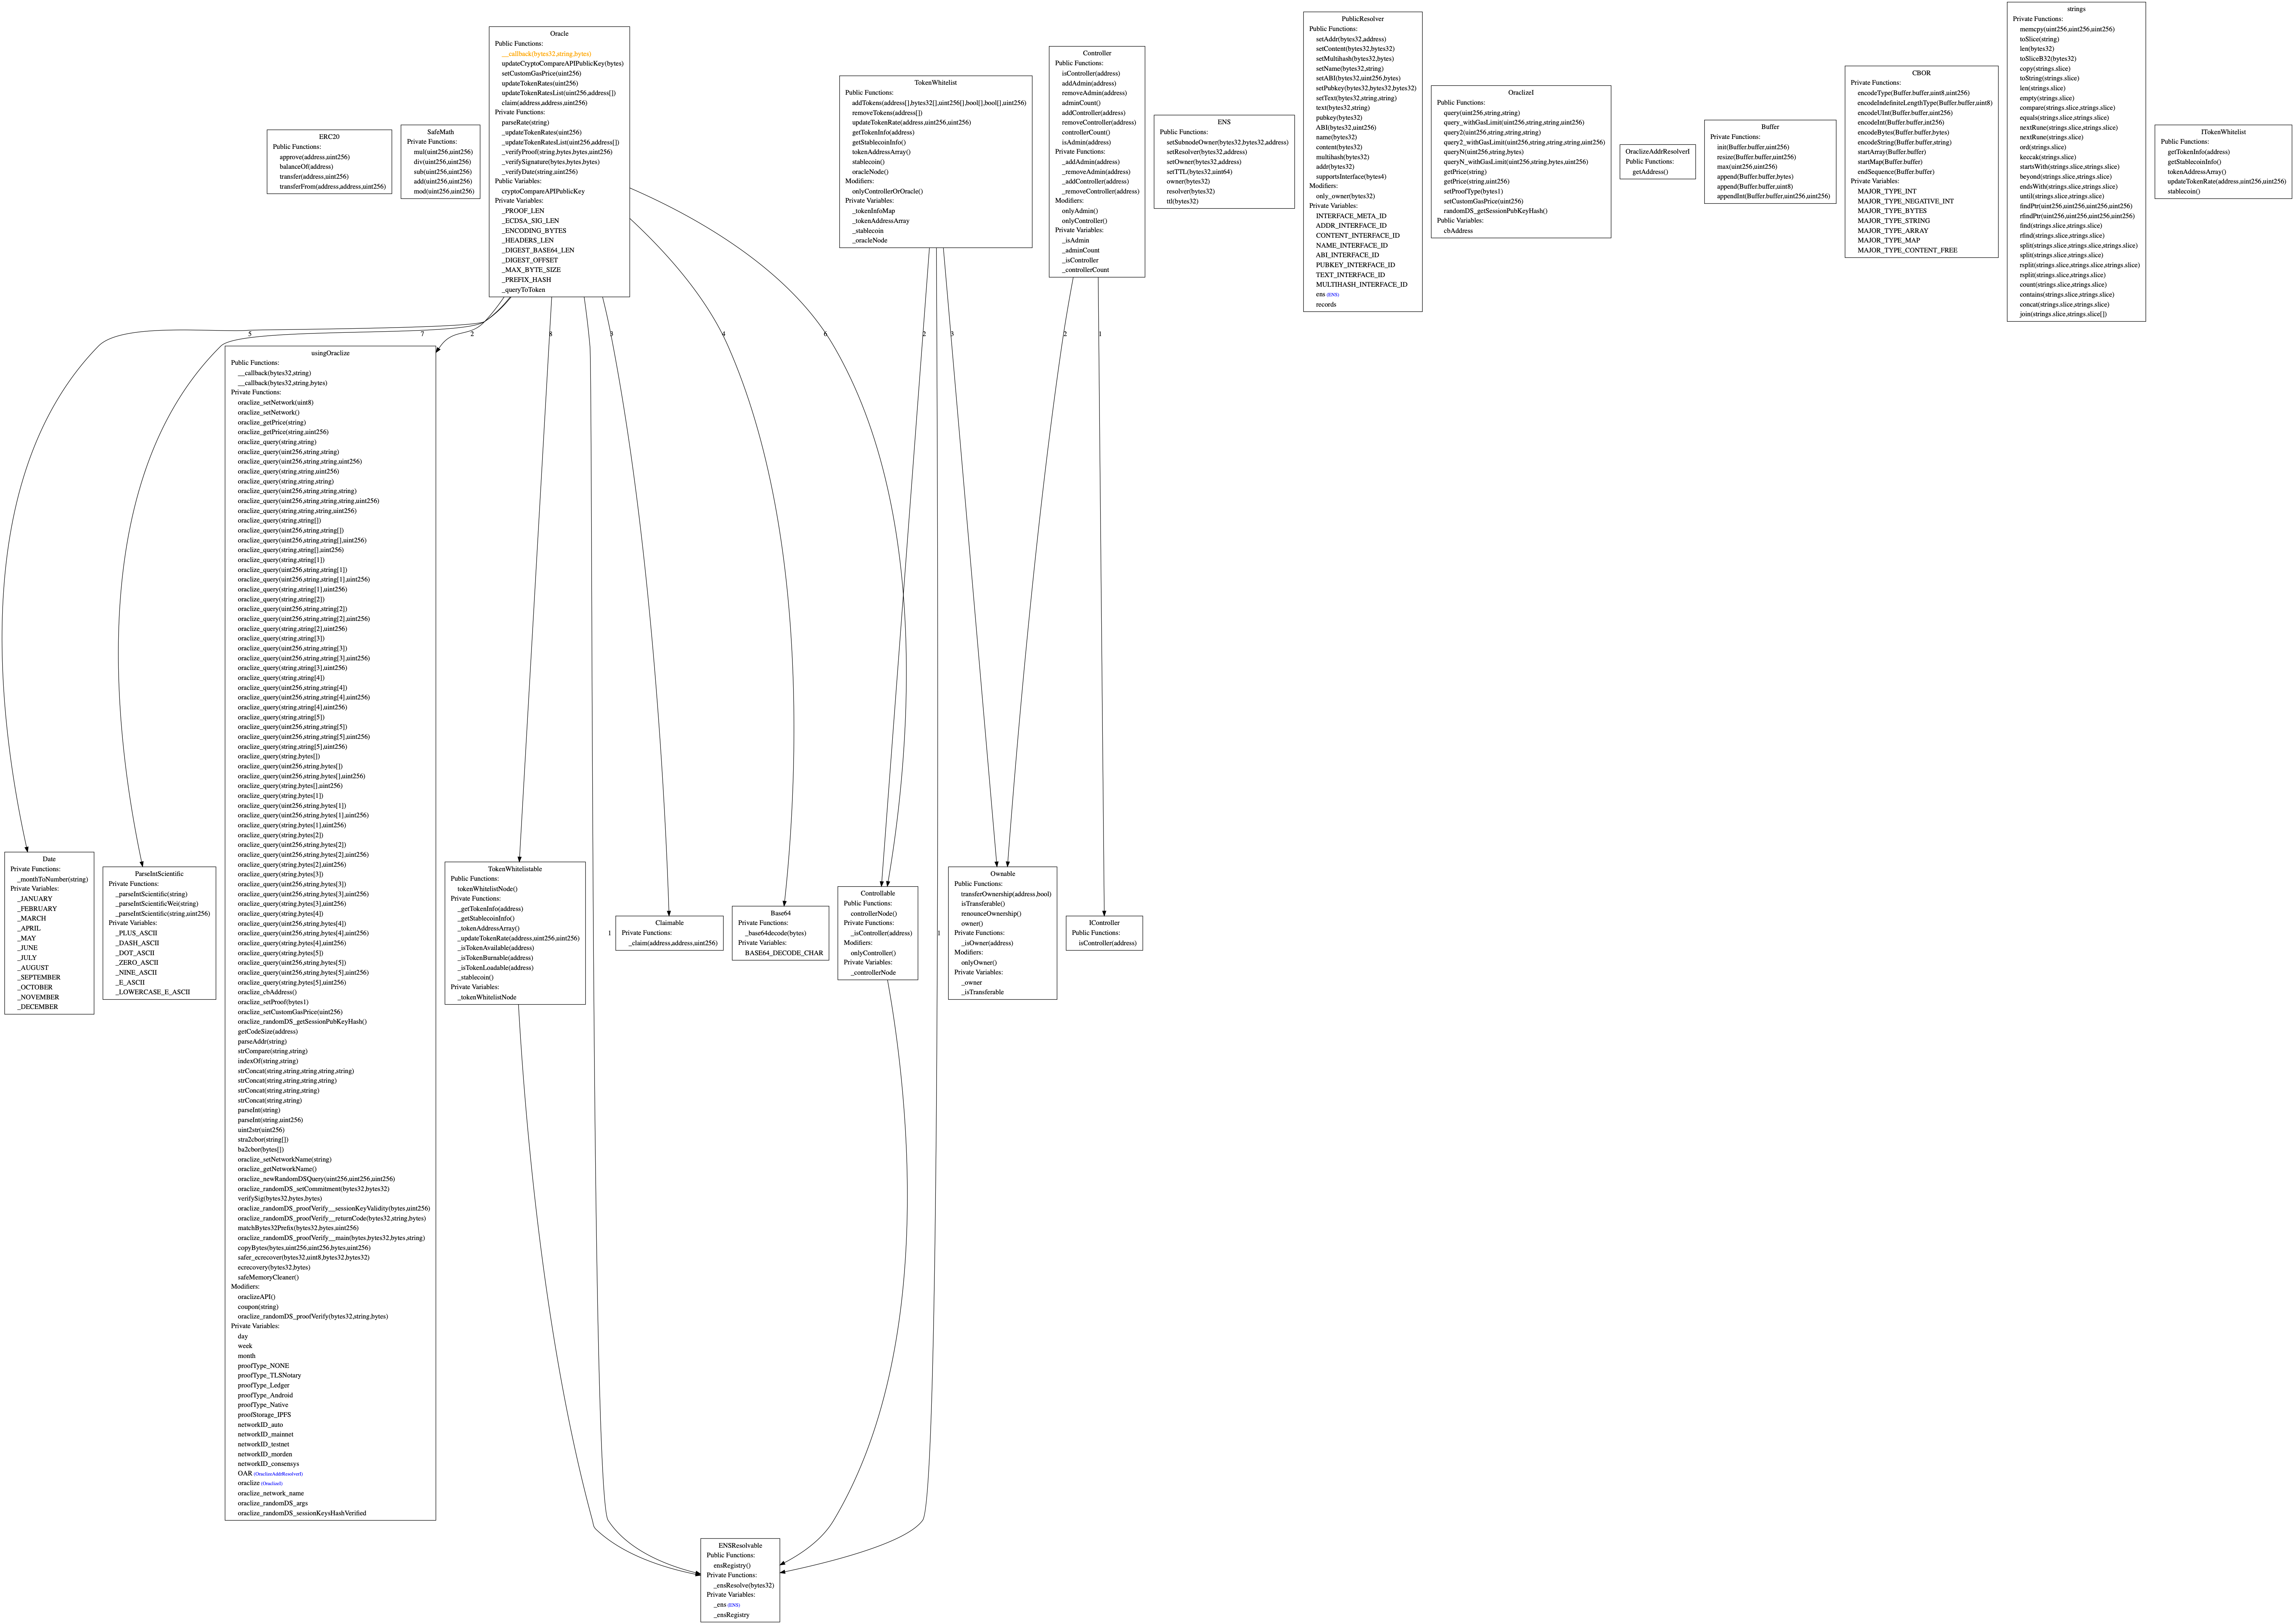 Oracle
Public Functions:
__callback(bytes32,string,bytes)
updateCryptoCompareAPIPublicKey(bytes)
setCustomGasPrice(uint256)
updateTokenRates(uint256)
updateTokenRatesList(uint256,address[])
claim(address,address,uint256)
Private Functions:
parseRate(string)
_updateTokenRates(uint256)
_updateTokenRatesList(uint256,address[])
_verifyProof(string,bytes,bytes,uint256)
_verifySignature(bytes,bytes,bytes)
_verifyDate(string,uint256)
Public Variables:
cryptoCompareAPIPublicKey
Private Variables:
_PROOF_LEN
_ECDSA_SIG_LEN
_ENCODING_BYTES
_HEADERS_LEN
_DIGEST_BASE64_LEN
_DIGEST_OFFSET
_MAX_BYTE_SIZE
_PREFIX_HASH
_queryToToken
ERC20
Public Functions:
approve(address,uint256)
balanceOf(address)
transfer(address,uint256)
transferFrom(address,address,uint256)
SafeMath
Private Functions:
mul(uint256,uint256)
div(uint256,uint256)
sub(uint256,uint256)
add(uint256,uint256)
mod(uint256,uint256)
TokenWhitelist
Public Functions:
addTokens(address[],bytes32[],uint256[],bool[],bool[],uint256)
removeTokens(address[])
updateTokenRate(address,uint256,uint256)
getTokenInfo(address)
getStablecoinInfo()
tokenAddressArray()
stablecoin()
oracleNode()
Modifiers:
onlyControllerOrOracle()
Private Variables:
_tokenInfoMap
_tokenAddressArray
_stablecoin
_oracleNode
Controller
Public Functions:
isController(address)
addAdmin(address)
removeAdmin(address)
adminCount()
addController(address)
removeController(address)
controllerCount()
isAdmin(address)
Private Functions:
_addAdmin(address)
_removeAdmin(address)
_addController(address)
_removeController(address)
Modifiers:
onlyAdmin()
onlyController()
Private Variables:
_isAdmin
_adminCount
_isController
_controllerCount
ENS
Public Functions:
setSubnodeOwner(bytes32,bytes32,address)
setResolver(bytes32,address)
setOwner(bytes32,address)
setTTL(bytes32,uint64)
owner(bytes32)
resolver(bytes32)
ttl(bytes32)
PublicResolver
Public Functions:
setAddr(bytes32,address)
setContent(bytes32,bytes32)
setMultihash(bytes32,bytes)
setName(bytes32,string)
setABI(bytes32,uint256,bytes)
setPubkey(bytes32,bytes32,bytes32)
setText(bytes32,string,string)
text(bytes32,string)
pubkey(bytes32)
ABI(bytes32,uint256)
name(bytes32)
content(bytes32)
multihash(bytes32)
addr(bytes32)
supportsInterface(bytes4)
Modifiers:
only_owner(bytes32)
Private Variables:
INTERFACE_META_ID
ADDR_INTERFACE_ID
CONTENT_INTERFACE_ID
NAME_INTERFACE_ID
ABI_INTERFACE_ID
PUBKEY_INTERFACE_ID
TEXT_INTERFACE_ID
MULTIHASH_INTERFACE_ID
ens (ENS)
records
OraclizeI
Public Functions:
query(uint256,string,string)
query_withGasLimit(uint256,string,string,uint256)
query2(uint256,string,string,string)
query2_withGasLimit(uint256,string,string,string,uint256)
queryN(uint256,string,bytes)
queryN_withGasLimit(uint256,string,bytes,uint256)
getPrice(string)
getPrice(string,uint256)
setProofType(bytes1)
setCustomGasPrice(uint256)
randomDS_getSessionPubKeyHash()
Public Variables:
cbAddress
OraclizeAddrResolverI
Public Functions:
getAddress()
Buffer
Private Functions:
init(Buffer.buffer,uint256)
resize(Buffer.buffer,uint256)
max(uint256,uint256)
append(Buffer.buffer,bytes)
append(Buffer.buffer,uint8)
appendInt(Buffer.buffer,uint256,uint256)
CBOR
Private Functions:
encodeType(Buffer.buffer,uint8,uint256)
encodeIndefiniteLengthType(Buffer.buffer,uint8)
encodeUInt(Buffer.buffer,uint256)
encodeInt(Buffer.buffer,int256)
encodeBytes(Buffer.buffer,bytes)
encodeString(Buffer.buffer,string)
startArray(Buffer.buffer)
startMap(Buffer.buffer)
endSequence(Buffer.buffer)
Private Variables:
MAJOR_TYPE_INT
MAJOR_TYPE_NEGATIVE_INT
MAJOR_TYPE_BYTES
MAJOR_TYPE_STRING
MAJOR_TYPE_ARRAY
MAJOR_TYPE_MAP
MAJOR_TYPE_CONTENT_FREE
strings
Private Functions:
memcpy(uint256,uint256,uint256)
toSlice(string)
len(bytes32)
toSliceB32(bytes32)
copy(strings.slice)
toString(strings.slice)
len(strings.slice)
empty(strings.slice)
compare(strings.slice,strings.slice)
equals(strings.slice,strings.slice)
nextRune(strings.slice,strings.slice)
nextRune(strings.slice)
ord(strings.slice)
keccak(strings.slice)
startsWith(strings.slice,strings.slice)
beyond(strings.slice,strings.slice)
endsWith(strings.slice,strings.slice)
until(strings.slice,strings.slice)
findPtr(uint256,uint256,uint256,uint256)
rfindPtr(uint256,uint256,uint256,uint256)
find(strings.slice,strings.slice)
rfind(strings.slice,strings.slice)
split(strings.slice,strings.slice,strings.slice)
split(strings.slice,strings.slice)
rsplit(strings.slice,strings.slice,strings.slice)
rsplit(strings.slice,strings.slice)
count(strings.slice,strings.slice)
contains(strings.slice,strings.slice)
concat(strings.slice,strings.slice)
join(strings.slice,strings.slice[])
ITokenWhitelist
Public Functions:
getTokenInfo(address)
getStablecoinInfo()
tokenAddressArray()
updateTokenRate(address,uint256,uint256)
stablecoin()
5
7
2
8
3
4
6
2
3
2
1
usingOraclize
Public Functions:
__callback(bytes32,string)
__callback(bytes32,string,bytes)
Private Functions:
oraclize_setNetwork(uint8)
oraclize_setNetwork()
oraclize_getPrice(string)
oraclize_getPrice(string,uint256)
oraclize_query(string,string)
oraclize_query(uint256,string,string)
oraclize_query(uint256,string,string,uint256)
oraclize_query(string,string,uint256)
oraclize_query(string,string,string)
oraclize_query(uint256,string,string,string)
oraclize_query(uint256,string,string,string,uint256)
oraclize_query(string,string,string,uint256)
oraclize_query(string,string[])
oraclize_query(uint256,string,string[])
oraclize_query(uint256,string,string[],uint256)
oraclize_query(string,string[],uint256)
oraclize_query(string,string[1])
oraclize_query(uint256,string,string[1])
oraclize_query(uint256,string,string[1],uint256)
oraclize_query(string,string[1],uint256)
oraclize_query(string,string[2])
oraclize_query(uint256,string,string[2])
oraclize_query(uint256,string,string[2],uint256)
oraclize_query(string,string[2],uint256)
oraclize_query(string,string[3])
oraclize_query(uint256,string,string[3])
oraclize_query(uint256,string,string[3],uint256)
oraclize_query(string,string[3],uint256)
oraclize_query(string,string[4])
oraclize_query(uint256,string,string[4])
oraclize_query(uint256,string,string[4],uint256)
oraclize_query(string,string[4],uint256)
oraclize_query(string,string[5])
oraclize_query(uint256,string,string[5])
oraclize_query(uint256,string,string[5],uint256)
oraclize_query(string,string[5],uint256)
oraclize_query(string,bytes[])
oraclize_query(uint256,string,bytes[])
oraclize_query(uint256,string,bytes[],uint256)
oraclize_query(string,bytes[],uint256)
oraclize_query(string,bytes[1])
oraclize_query(uint256,string,bytes[1])
oraclize_query(uint256,string,bytes[1],uint256)
oraclize_query(string,bytes[1],uint256)
oraclize_query(string,bytes[2])
oraclize_query(uint256,string,bytes[2])
oraclize_query(uint256,string,bytes[2],uint256)
oraclize_query(string,bytes[2],uint256)
oraclize_query(string,bytes[3])
oraclize_query(uint256,string,bytes[3])
oraclize_query(uint256,string,bytes[3],uint256)
oraclize_query(string,bytes[3],uint256)
oraclize_query(string,bytes[4])
oraclize_query(uint256,string,bytes[4])
oraclize_query(uint256,string,bytes[4],uint256)
oraclize_query(string,bytes[4],uint256)
oraclize_query(string,bytes[5])
oraclize_query(uint256,string,bytes[5])
oraclize_query(uint256,string,bytes[5],uint256)
oraclize_query(string,bytes[5],uint256)
oraclize_cbAddress()
oraclize_setProof(bytes1)
oraclize_setCustomGasPrice(uint256)
oraclize_randomDS_getSessionPubKeyHash()
getCodeSize(address)
parseAddr(string)
strCompare(string,string)
indexOf(string,string)
strConcat(string,string,string,string,string)
strConcat(string,string,string,string)
strConcat(string,string,string)
strConcat(string,string)
parseInt(string)
parseInt(string,uint256)
uint2str(uint256)
stra2cbor(string[])
ba2cbor(bytes[])
oraclize_setNetworkName(string)
oraclize_getNetworkName()
oraclize_newRandomDSQuery(uint256,uint256,uint256)
oraclize_randomDS_setCommitment(bytes32,bytes32)
verifySig(bytes32,bytes,bytes)
oraclize_randomDS_proofVerify__sessionKeyValidity(bytes,uint256)
oraclize_randomDS_proofVerify__returnCode(bytes32,string,bytes)
matchBytes32Prefix(bytes32,bytes,uint256)
oraclize_randomDS_proofVerify__main(bytes,bytes32,bytes,string)
copyBytes(bytes,uint256,uint256,bytes,uint256)
safer_ecrecover(bytes32,uint8,bytes32,bytes32)
ecrecovery(bytes32,bytes)
safeMemoryCleaner()
Modifiers:
oraclizeAPI()
coupon(string)
oraclize_randomDS_proofVerify(bytes32,string,bytes)
Private Variables:
day
week
month
proofType_NONE
proofType_TLSNotary
proofType_Ledger
proofType_Android
proofType_Native
proofStorage_IPFS
networkID_auto
networkID_mainnet
networkID_testnet
networkID_morden
networkID_consensys
OAR (OraclizeAddrResolverI)
oraclize (OraclizeI)
oraclize_network_name
oraclize_randomDS_args
oraclize_randomDS_sessionKeysHashVerified
Date
Private Functions:
_monthToNumber(string)
Private Variables:
_JANUARY
_FEBRUARY
_MARCH
_APRIL
_MAY
_JUNE
_JULY
_AUGUST
_SEPTEMBER
_OCTOBER
_NOVEMBER
_DECEMBER
ParseIntScientific
Private Functions:
_parseIntScientific(string)
_parseIntScientificWei(string)
_parseIntScientific(string,uint256)
Private Variables:
_PLUS_ASCII
_DASH_ASCII
_DOT_ASCII
_ZERO_ASCII
_NINE_ASCII
_E_ASCII
_LOWERCASE_E_ASCII
TokenWhitelistable
Public Functions:
tokenWhitelistNode()
Private Functions:
_getTokenInfo(address)
_getStablecoinInfo()
_tokenAddressArray()
_updateTokenRate(address,uint256,uint256)
_isTokenAvailable(address)
_isTokenBurnable(address)
_isTokenLoadable(address)
_stablecoin()
Private Variables:
_tokenWhitelistNode
1
Claimable
Private Functions:
_claim(address,address,uint256)
Base64
Private Functions:
_base64decode(bytes)
Private Variables:
BASE64_DECODE_CHAR
Controllable
Public Functions:
controllerNode()
Private Functions:
_isController(address)
Modifiers:
onlyController()
Private Variables:
_controllerNode
1
Ownable
Public Functions:
transferOwnership(address,bool)
isTransferable()
renounceOwnership()
owner()
Private Functions:
_isOwner(address)
Modifiers:
onlyOwner()
Private Variables:
_owner
_isTransferable
IController
Public Functions:
isController(address)
ENSResolvable
Public Functions:
ensRegistry()
Private Functions:
_ensResolve(bytes32)
Private Variables:
_ens (ENS)
_ensRegistry